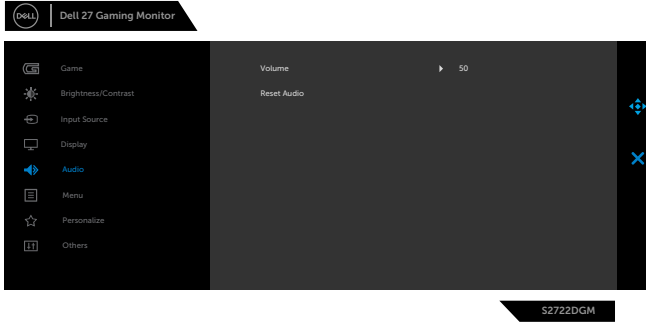 DELL Dell 27 Gaming Monitor
Game
Brightness/Contrast
Input Source
Display
Audio
Menu
Personalize
Others
Volume 50
Reset Audio
S2722DGM